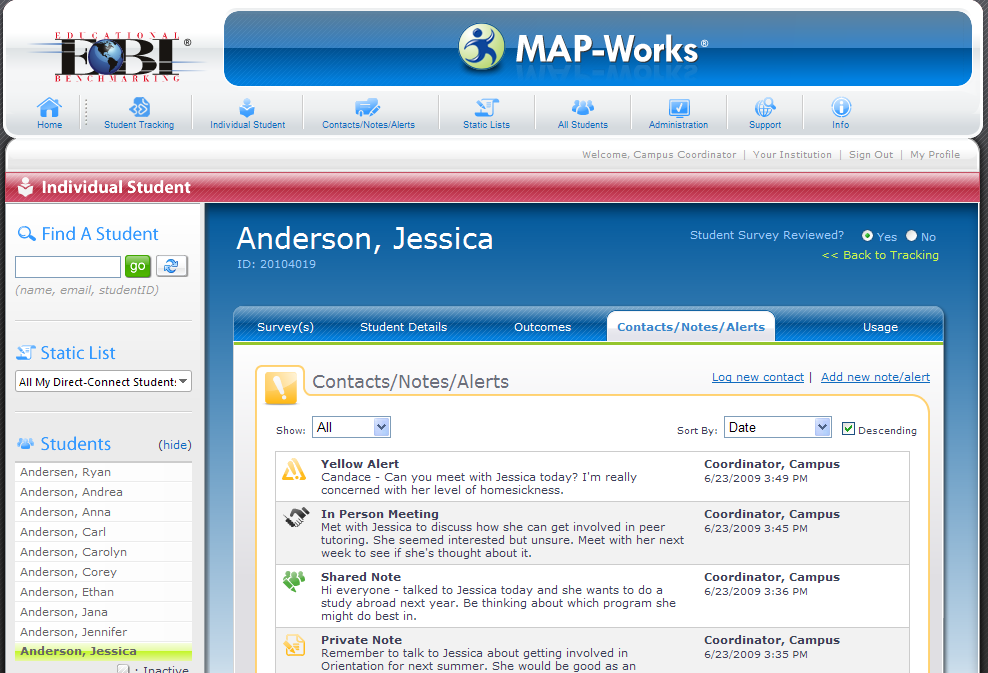 EDUCATIONAL
EBI®
BENCHMARKING
MAP-Works®
Home
Student Tracking
Individual Student
Contacts/Notes/Alerts
Static Lists
All Students
Administration
Support
Info
Welcome, Campus Coordinator | Your Institution | Sign Out | My Profile
Individual Student
Find A Student
go
(name, email, studentID)
Static List
All My Direct-Connect Students:
Students (hide)
Andersen, Ryan
Anderson, Andrea
Anderson, Anna
Anderson, Carl
Anderson, Carolyn
Anderson, Corey
Anderson, Ethan
Anderson, Jana
Anderson, Jennifer
Anderson, Jessica
: Inactive
Anderson, Jessica
ID: 20104019
Student Survey Reviewed? Yes No
<< Back to Tracking
Survey(s)
Student Details
Outcomes
Contacts/Notes/Alerts
Usage
Contacts/Notes/Alerts
Log new contact | Add new note/alert
Show: All
Sort By: Date Descending
Yellow Alert
Candace - Can you meet with Jessica today? I'm really
concerned with her level of homesickness.
Coordinator, Campus
6/23/2009 3:49 PM
In Person Meeting
Met with Jessica to discuss how she can get involved in peer
tutoring. She seemed interested but unsure. Meet with her next
week to see if she's thought about it.
Coordinator, Campus
6/23/2009 3:45 PM
Shared Note
Hi everyone - talked to Jessica today and she wants to do a
study abroad next year. Be thinking about which program she
might do best in.
Coordinator, Campus
6/23/2009 3:36 PM
Private Note
Remember to talk to Jessica about getting involved in
Orientation for next summer. She would be good as an
Coordinator, Campus
6/23/2009 3:35 PM